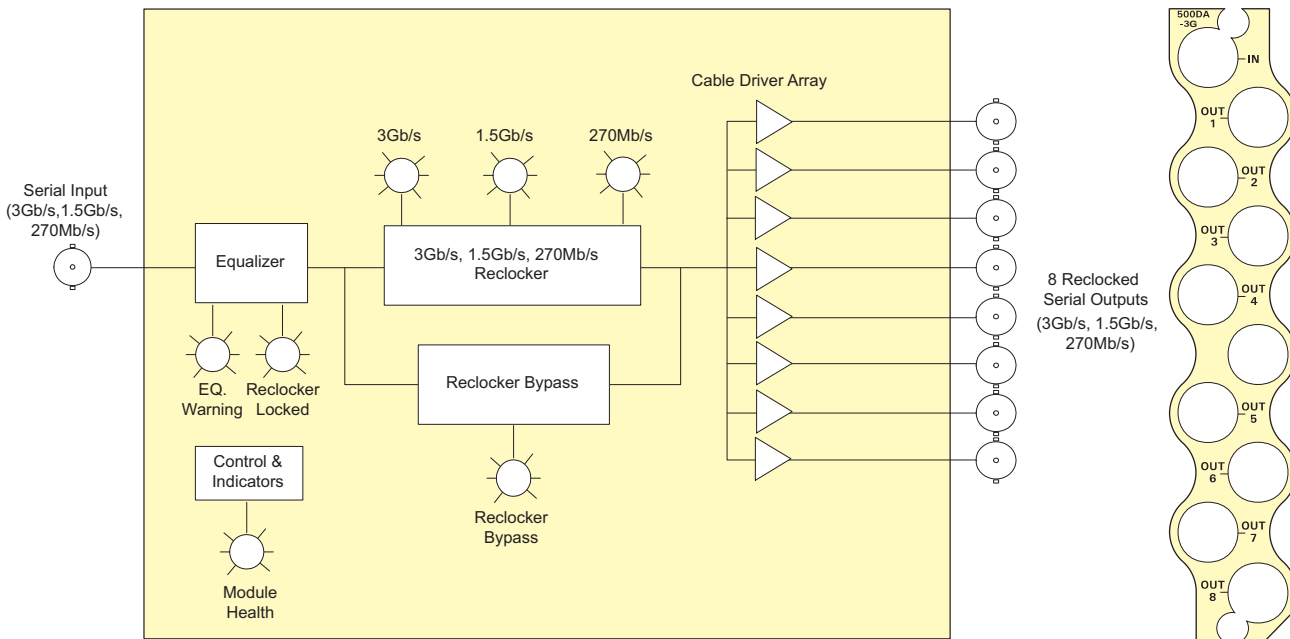 Serial Input
(3Gb/s,1.5Gb/s,
270Mb/s)
3Gb/s
1.5Gb/s
270Mb/s
Cable Driver Array
Equalizer
3Gb/s, 1.5Gb/s, 270Mb/s
Reclocker
EQ.
Warning
Reclocker
Locked
Reclocker Bypass
Reclocker
Bypass
Control &
Indicators
Module
Health
8 Reclocked
Serial Outputs
(3Gb/s, 1.5Gb/s,
270Mb/s)
500DA
-3G
IN
OUT
1
OUT
2
OUT
3
OUT
4
OUT
5
OUT
6
OUT
7
OUT
8